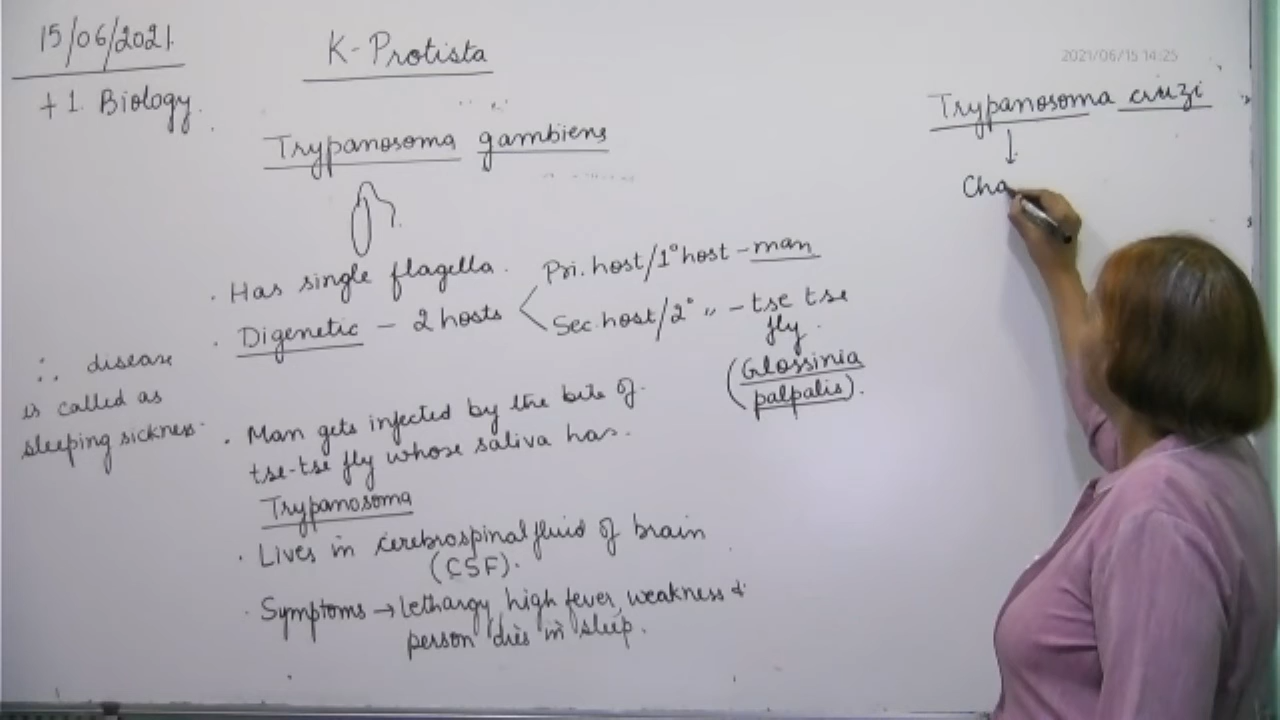 15/06/2021.
+1. Biology.
K-Protista
2021/06/15 14:25
Trypanosoma gambiens
Trypanosoma cruzi
↓
Cha
. Has single flagella.
. Digenetic - 2 hosts < Pri. host/1° host - man
Sec. host/2° " - tse tse
fly.
(Glossinia
palpalis).
∴ disease
is called as
sleeping sickness.
. Man gets infected by the bite of.
tse-tse fly whose saliva has.
Trypanosoma
. Lives in cerebrospinal fluid of brain
(CSF).
. Symptoms → Lethargy, high fever, weakness &
person dies in sleep.